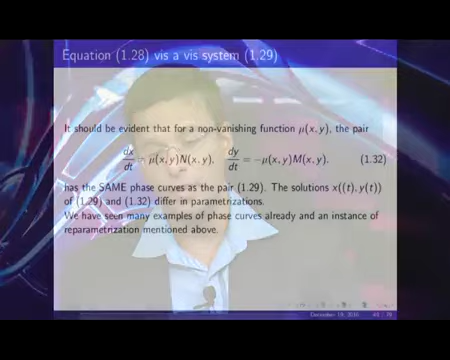 Equation (1.28) vis a vis system (1.29)
It should be evident that for a non-vanishing function μ(x, y), the pair
dx/dt = μ(x, y)N(x, y), dy/dt = −μ(x, y)M(x, y). (1.32)
has the SAME phase curves as the pair (1.29). The solutions x((t), y(t))
of (1.29) and (1.32) differ in parametrizations.
We have seen many examples of phase curves already and an instance of
reparametrization mentioned above.
December 19, 2016